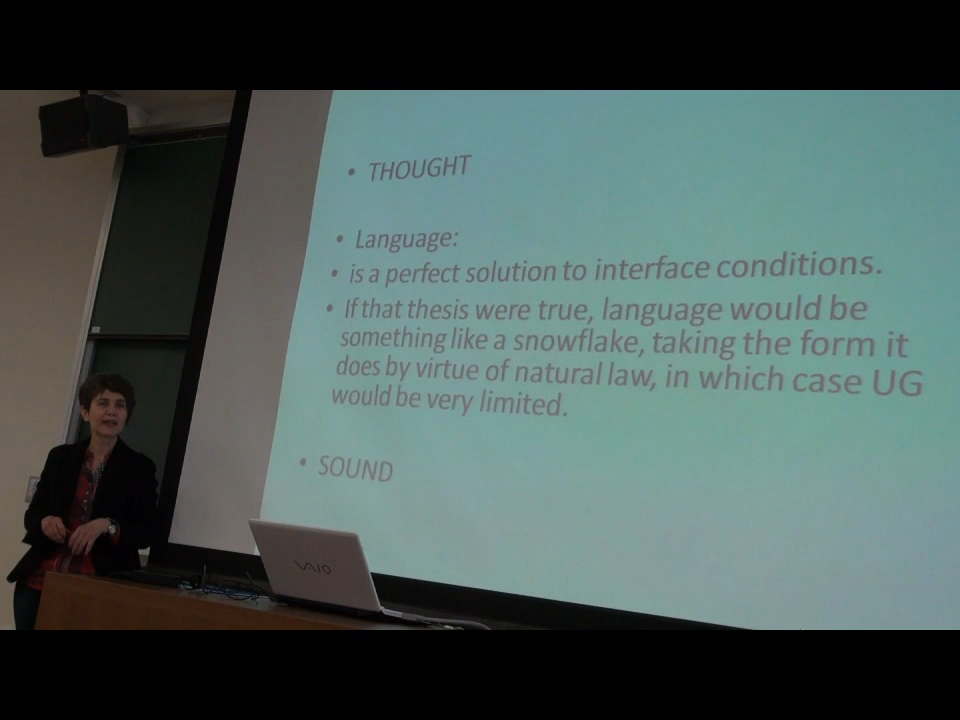 • THOUGHT
• Language:
• is a perfect solution to interface conditions.
• If that thesis were true, language would be
something like a snowflake, taking the form it
does by virtue of natural law, in which case UG
would be very limited.
• SOUND
VAIO